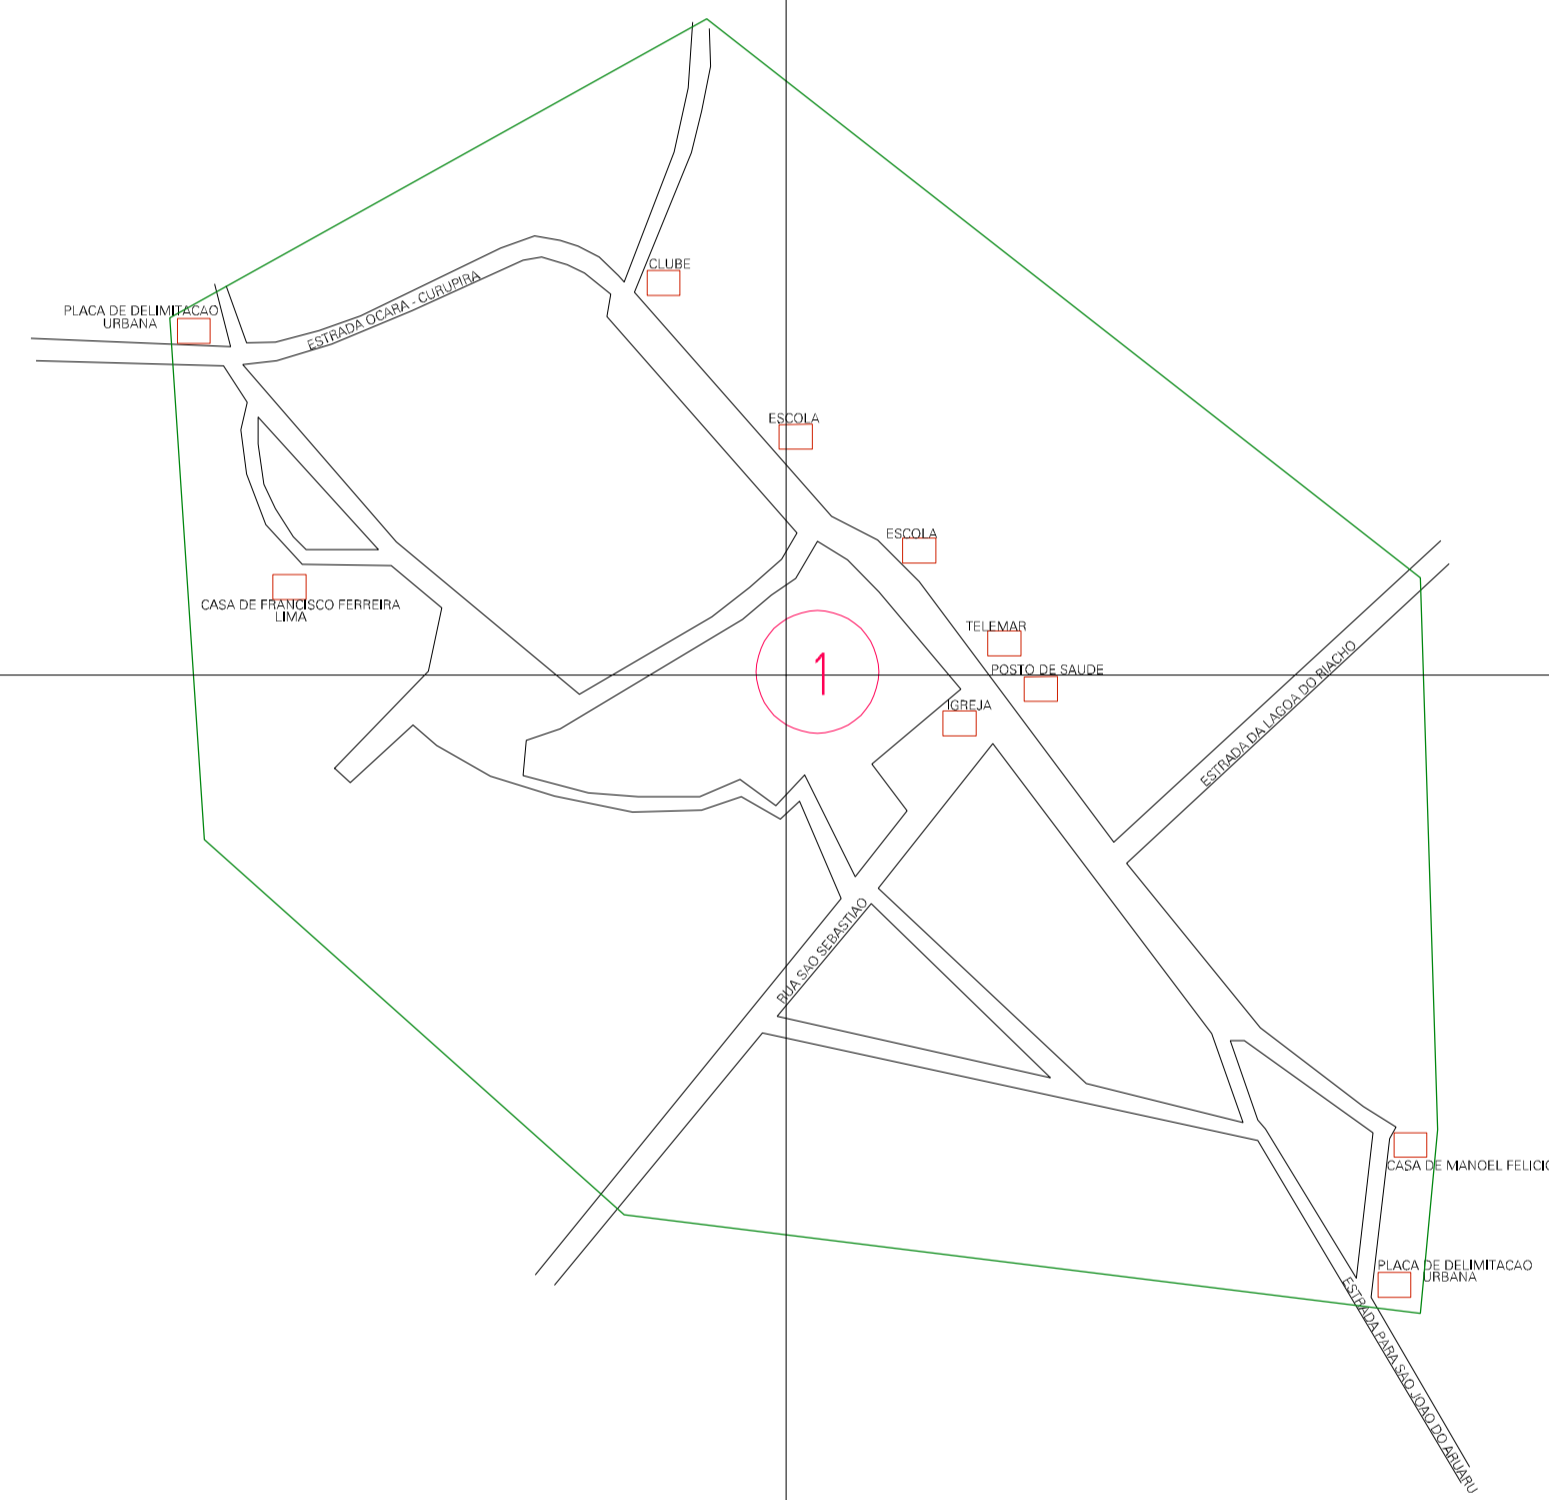 CLUBE
ESTRADA OCARA - CURUPIRA
PLACA DE DELIMITACAO
URBANA
ESCOLA
ESCOLA
CASA DE FRANCISCO FERREIRA
LIMA
TELEMAR
POSTO DE SAUDE
1
IGREJA
ESTRADA DA LAGOA DO RIACHO
RUA SAO SEBASTIAO
CASA DE MANOEL FELICIO
PLACA DE DELIMITACAO
URBANA
ESTRADA PARA SAO JOAO DO ARUARU